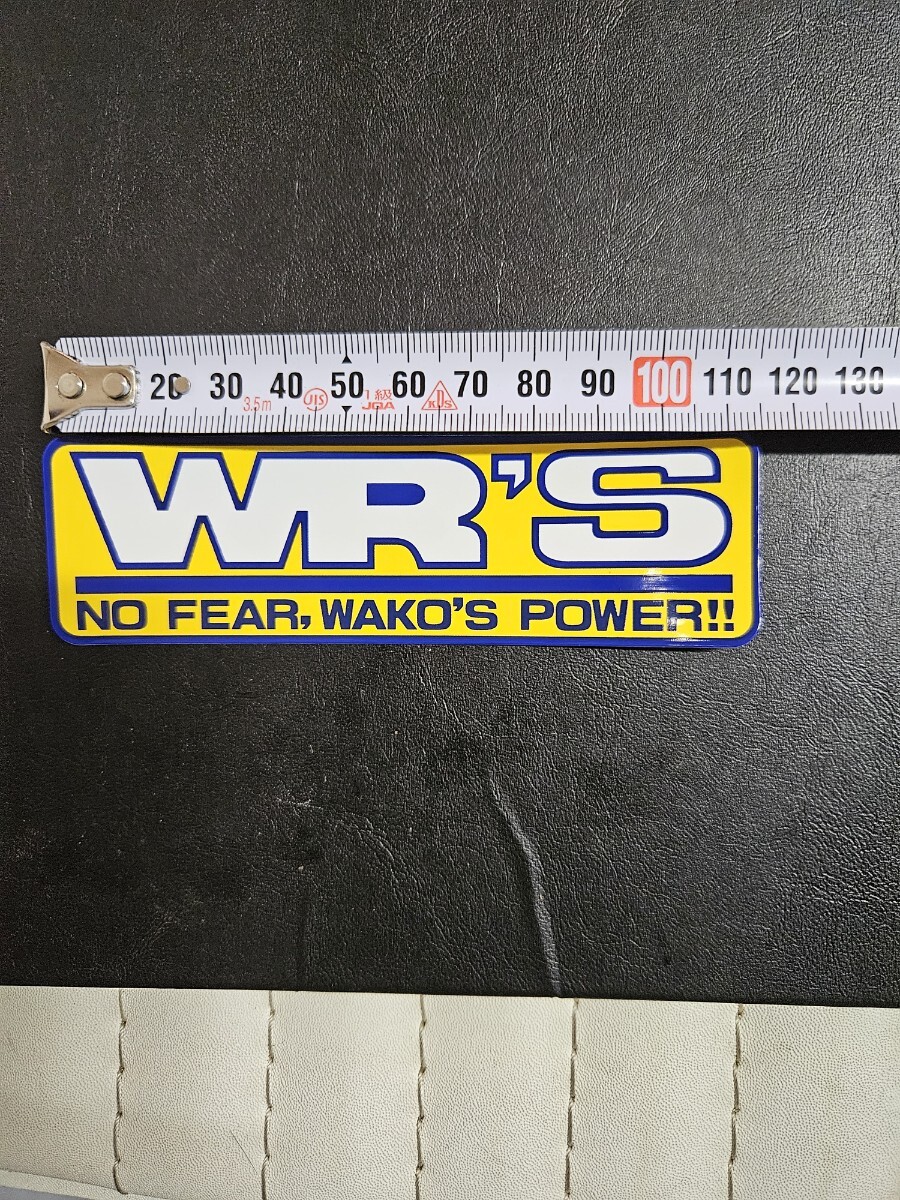 20 30 40 50 60 70 80 90 100 110 120 130
3.5m JIS 1級 JQA KDS
WR'S
NO FEAR, WAKO'S POWER!!